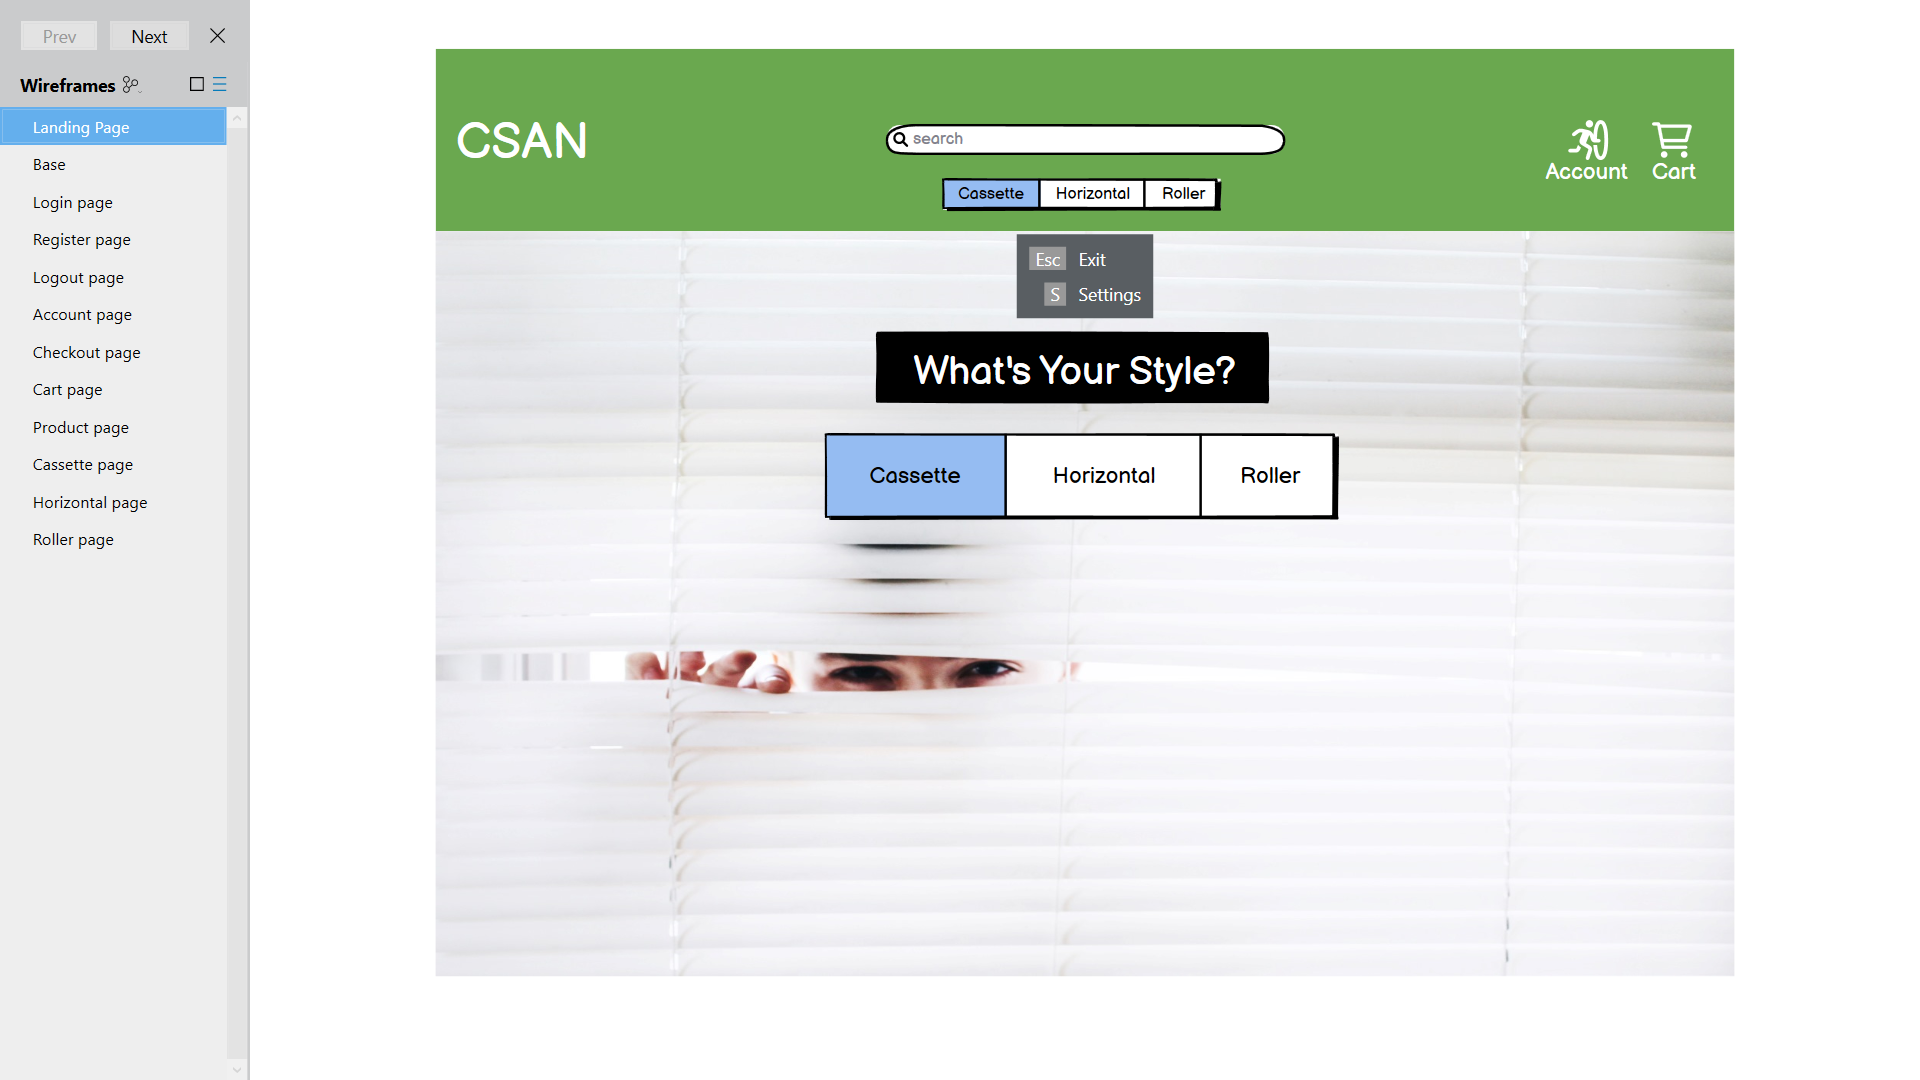 Prev Next
Wireframes
Landing Page
Base
Login page
Register page
Logout page
Account page
Checkout page
Cart page
Product page
Cassette page
Horizontal page
Roller page
CSAN
search
Cassette Horizontal Roller
Account Cart
Esc Exit
S Settings
What's Your Style?
Cassette Horizontal Roller